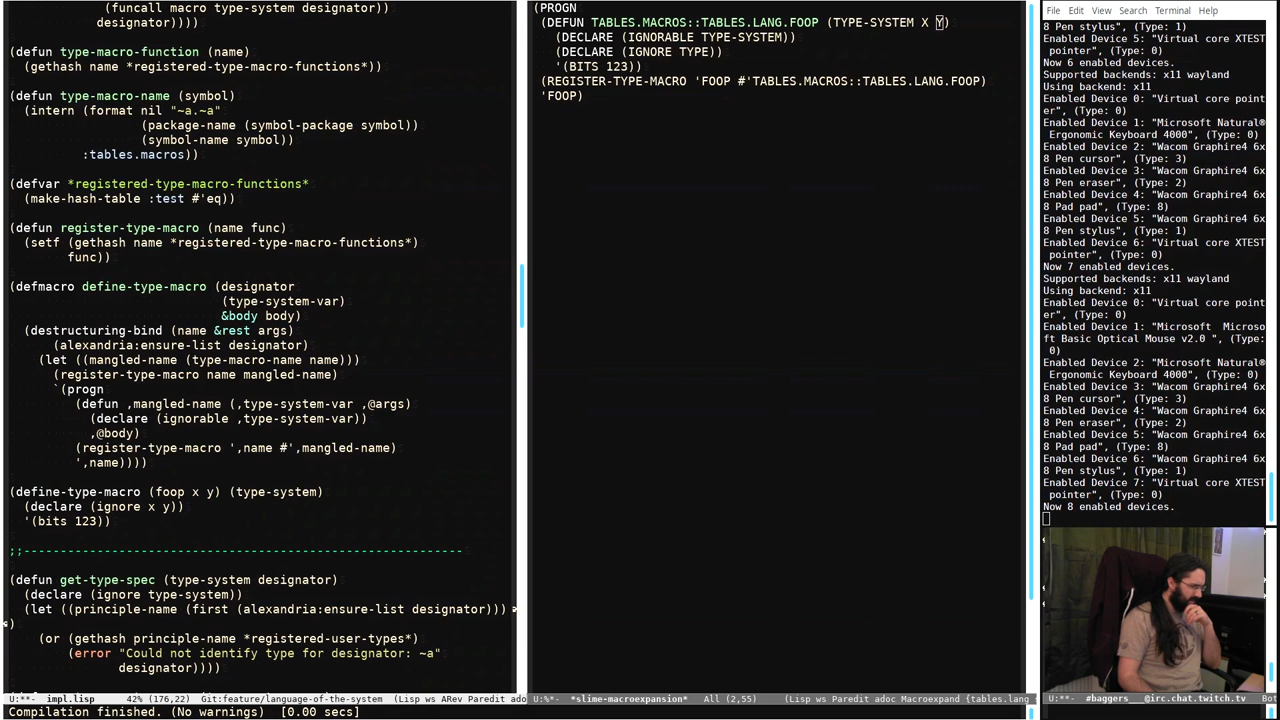 (funcall macro type-system designator))
designator))))
(defun type-macro-function (name)
(gethash name *registered-type-macro-functions*))
(defun type-macro-name (symbol)
(intern (format nil "~a.~a"
(package-name (symbol-package symbol))
(symbol-name symbol))
:tables.macros))
(defvar *registered-type-macro-functions*
(make-hash-table :test #'eq))
(defun register-type-macro (name func)
(setf (gethash name *registered-type-macro-functions*)
func))
(defmacro define-type-macro (designator
(type-system-var)
&body body)
(destructuring-bind (name &rest args)
(alexandria:ensure-list designator)
(let ((mangled-name (type-macro-name name)))
(register-type-macro name mangled-name)
`(progn
(defun ,mangled-name (,type-system-var ,@args)
(declare (ignorable ,type-system-var))
,@body)
(register-type-macro ',name #',mangled-name)
',name))))
(define-type-macro (foop x y) (type-system)
(declare (ignore x y))
'(bits 123))
;;------------------------------------------------------------
(defun get-type-spec (type-system designator)
(declare (ignore type-system))
(let ((principle-name (first (alexandria:ensure-list designator)))
)
(or (gethash principle-name *registered-user-types*)
(error "Could not identify type for designator: ~a"
designator))))
U:**-  impl.lisp      42% (176,22)   Git:feature/language-of-the-system  (Lisp ws ARev Paredit adoc
Compilation finished  (No warnings)  [0.00 secs]
(PROGN
(DEFUN TABLES.MACROS::TABLES.LANG.FOOP (TYPE-SYSTEM X Y)
(DECLARE (IGNORABLE TYPE-SYSTEM))
(DECLARE (IGNORE TYPE))
'(BITS 123))
(REGISTER-TYPE-MACRO 'FOOP #'TABLES.MACROS::TABLES.LANG.FOOP)
'FOOP)
U:%*-  *slime-macroexpansion*   All (2,55)     (Lisp ws Paredit adoc Macroexpand {tables.lang
File Edit View Search Terminal Help
8 Pen stylus", (Type: 1)
Enabled Device 5: "Virtual core XTEST
pointer", (Type: 0)
Now 6 enabled devices.
Supported backends: x11 wayland
Using backend: x11
Enabled Device 0: "Virtual core point
er", (Type: 0)
Enabled Device 1: "Microsoft Natural®
Ergonomic Keyboard 4000", (Type: 0)
Enabled Device 2: "Wacom Graphire4 6x
8 Pen cursor", (Type: 3)
Enabled Device 3: "Wacom Graphire4 6x
8 Pen eraser", (Type: 2)
Enabled Device 4: "Wacom Graphire4 6x
8 Pad pad", (Type: 8)
Enabled Device 5: "Wacom Graphire4 6x
8 Pen stylus", (Type: 1)
Enabled Device 6: "Virtual core XTEST
pointer", (Type: 0)
Now 7 enabled devices.
Supported backends: x11 wayland
Using backend: x11
Enabled Device 0: "Virtual core point
er", (Type: 0)
Enabled Device 1: "Microsoft  Microso
ft Basic Optical Mouse v2.0 ", (Type:
0)
Enabled Device 2: "Microsoft Natural®
Ergonomic Keyboard 4000", (Type: 0)
Enabled Device 3: "Wacom Graphire4 6x
8 Pen cursor", (Type: 3)
Enabled Device 4: "Wacom Graphire4 6x
8 Pen eraser", (Type: 2)
Enabled Device 5: "Wacom Graphire4 6x
8 Pen stylus", (Type: 1)
Enabled Device 5: "Wacom Graphire4 6x
8 Pad pad", (Type: 8)
Enabled Device 6: "Wacom Graphire4 6x
8 Pen stylus", (Type: 1)
Enabled Device 7: "Virtual core XTEST
pointer", (Type: 0)
Now 8 enabled devices.
U:**-  #baggers__@irc.chat.twitch.tv   Bot